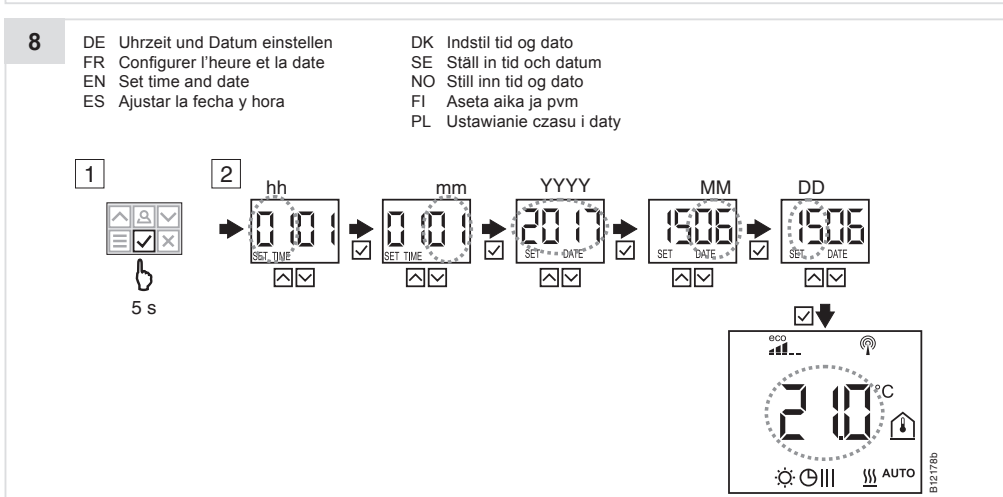 8
DE Uhrzeit und Datum einstellen
FR Configurer l'heure et la date
EN Set time and date
ES Ajustar la fecha y hora
DK Indstil tid og dato
SE Ställ in tid och datum
NO Still inn tid og dato
FI Aseta aika ja pvm
PL Ustawianie czasu i daty
1
5 s
2
hh mm YYYY MM DD
0 01 0 01 2017 1506 1506
SET TIME SET TIME SET DATE SET DATE SET DATE
eco
21.0 °C
AUTO
B12178b